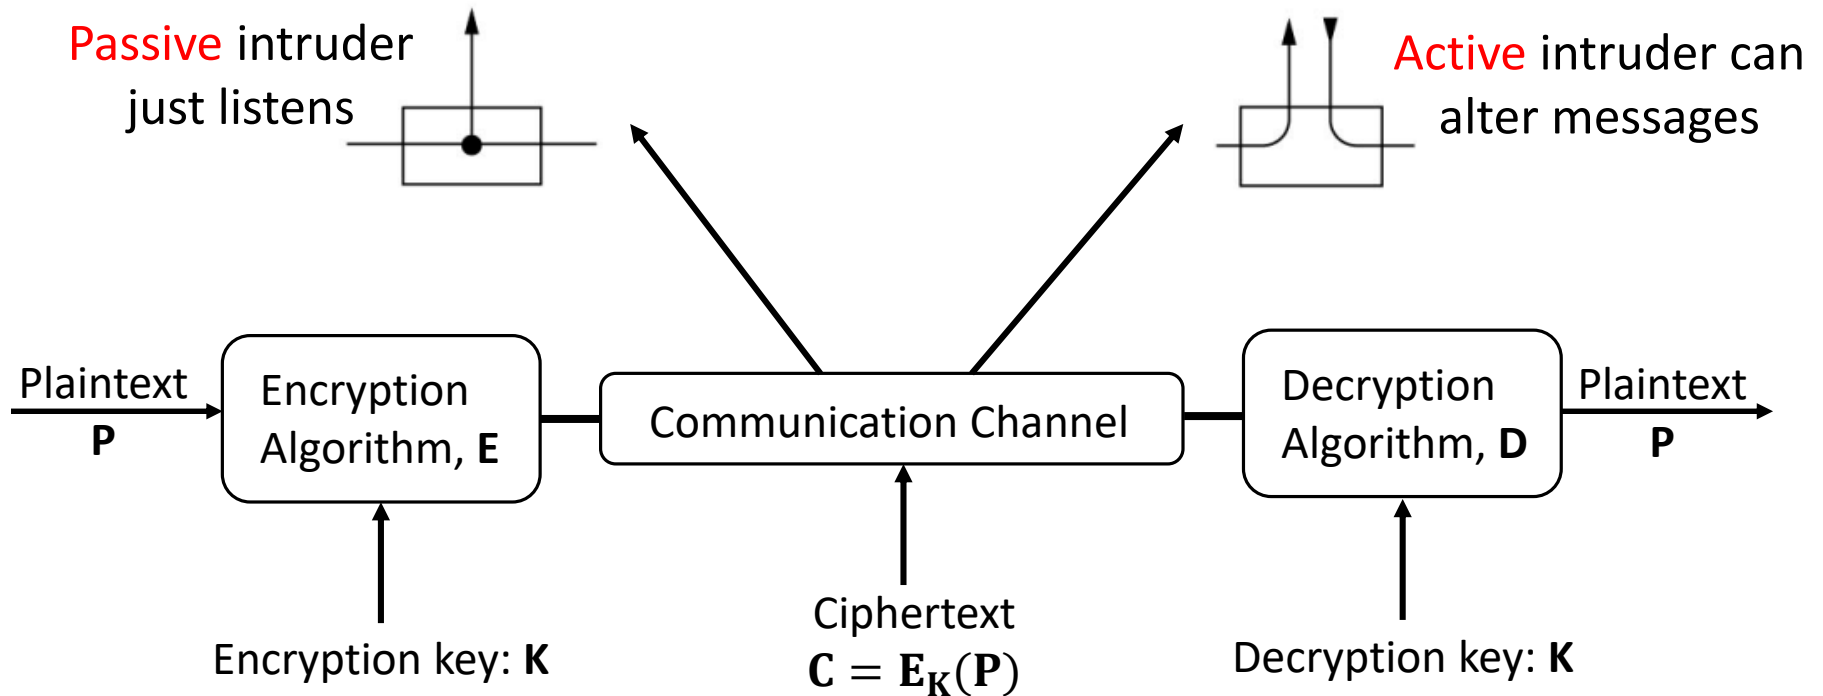 Passive intruder
just listens
Active intruder can
alter messages
Plaintext
P
Encryption
Algorithm, E
Communication Channel
Decryption
Algorithm, D
Plaintext
P
Encryption key: K
Ciphertext
C = E_K(P)
Decryption key: K